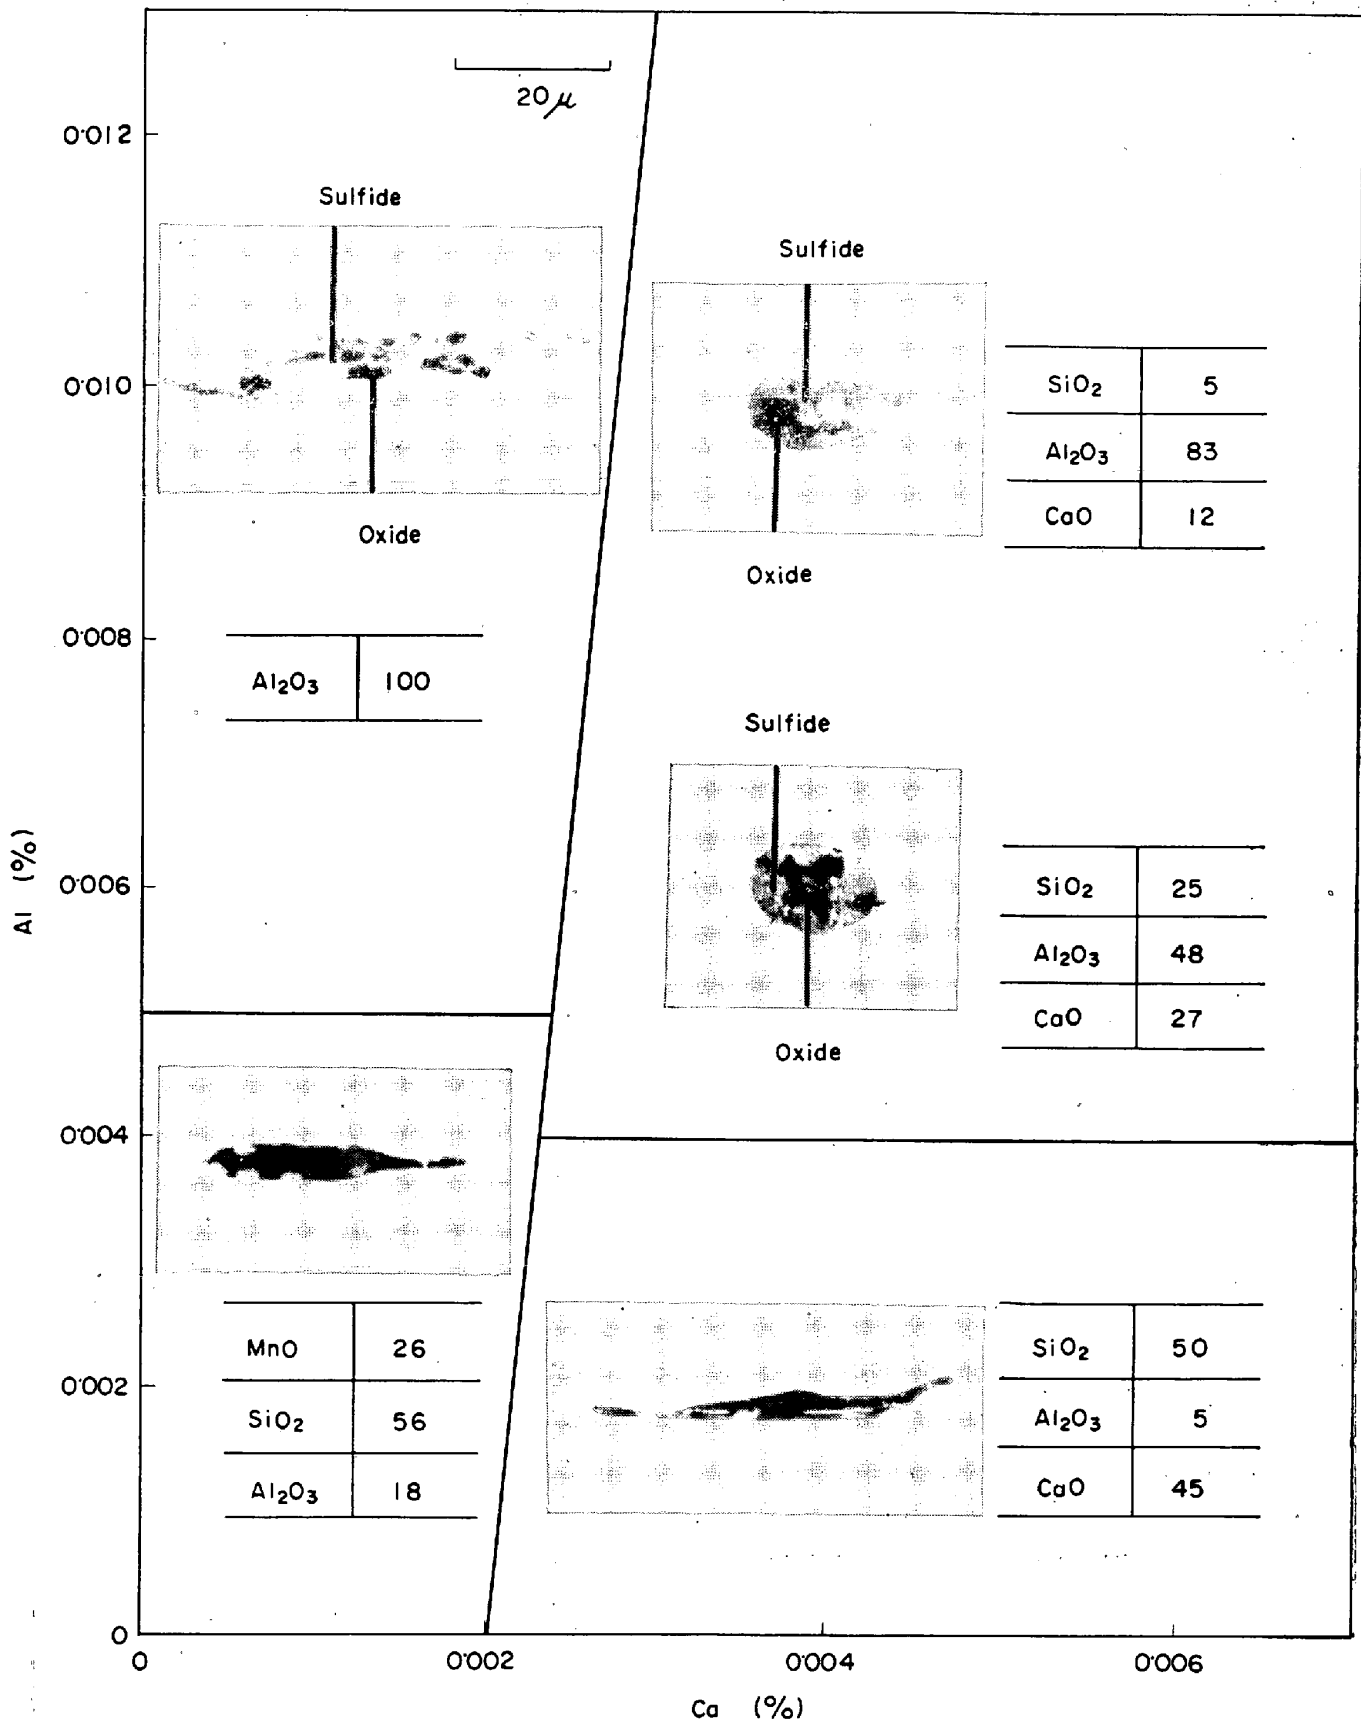 20μ
0·012
Sulfide
Sulfide
0·010
SiO₂ 5
Al₂O₃ 83
CaO 12
Oxide
Oxide
0·008
Al₂O₃ 100
Sulfide
Al (%)
0·006
SiO₂ 25
Al₂O₃ 48
CaO 27
Oxide
0·004
MnO 26
SiO₂ 56
Al₂O₃ 18
0·002
SiO₂ 50
Al₂O₃ 5
CaO 45
0
0 0·002 0·004 0·006
Ca (%)